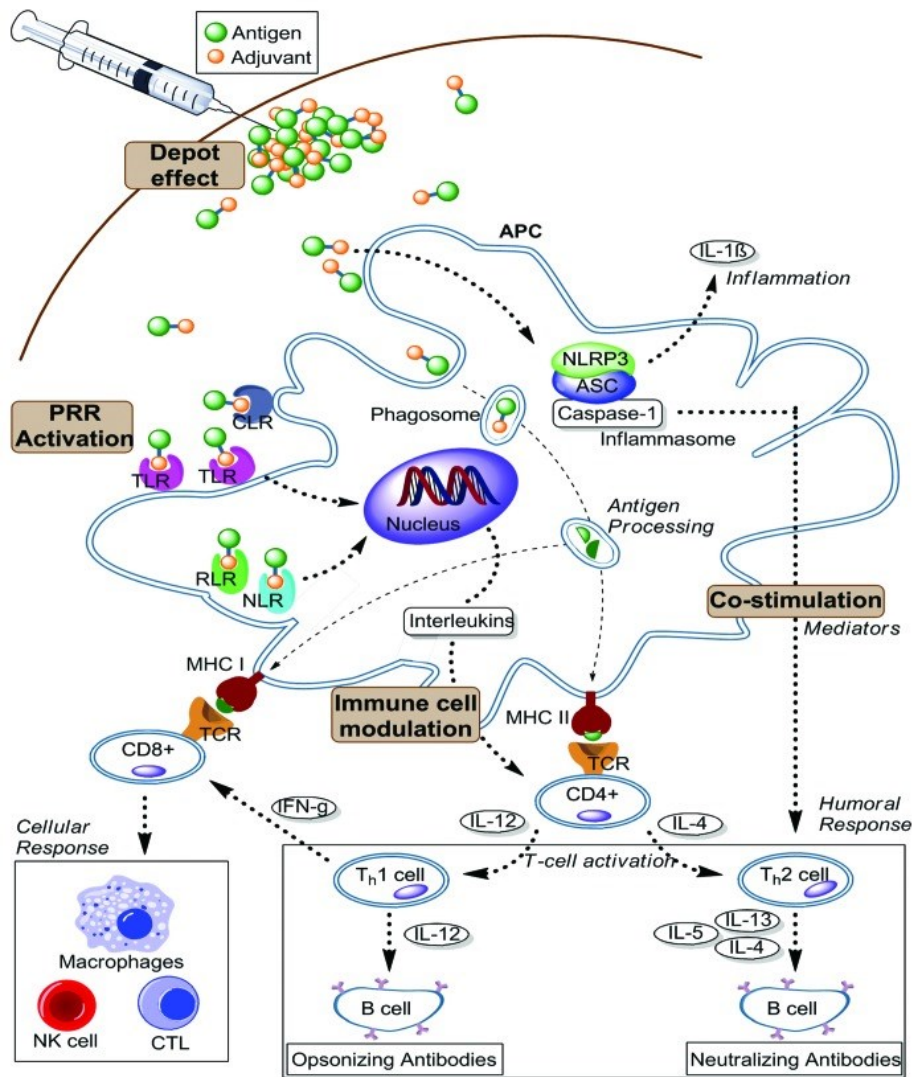 Antigen
Adjuvant
Depot
effect
APC
IL-1ß
Inflammation
NLRP3
ASC
Caspase-1
Inflammasome
Phagosome
PRR
Activation
CLR
TLR
TLR
Nucleus
Antigen
Processing
RLR
NLR
Interleukins
Co-stimulation
Mediators
MHC I
TCR
Immune cell
modulation
MHC II
TCR
CD8+
CD4+
IFN-g
IL-12
IL-4
Humoral
Response
Cellular
Response
T-cell activation
Th1 cell
Th2 cell
IL-12
IL-13
IL-5
IL-4
Macrophages
B cell
B cell
NK cell
CTL
Opsonizing Antibodies
Neutralizing Antibodies